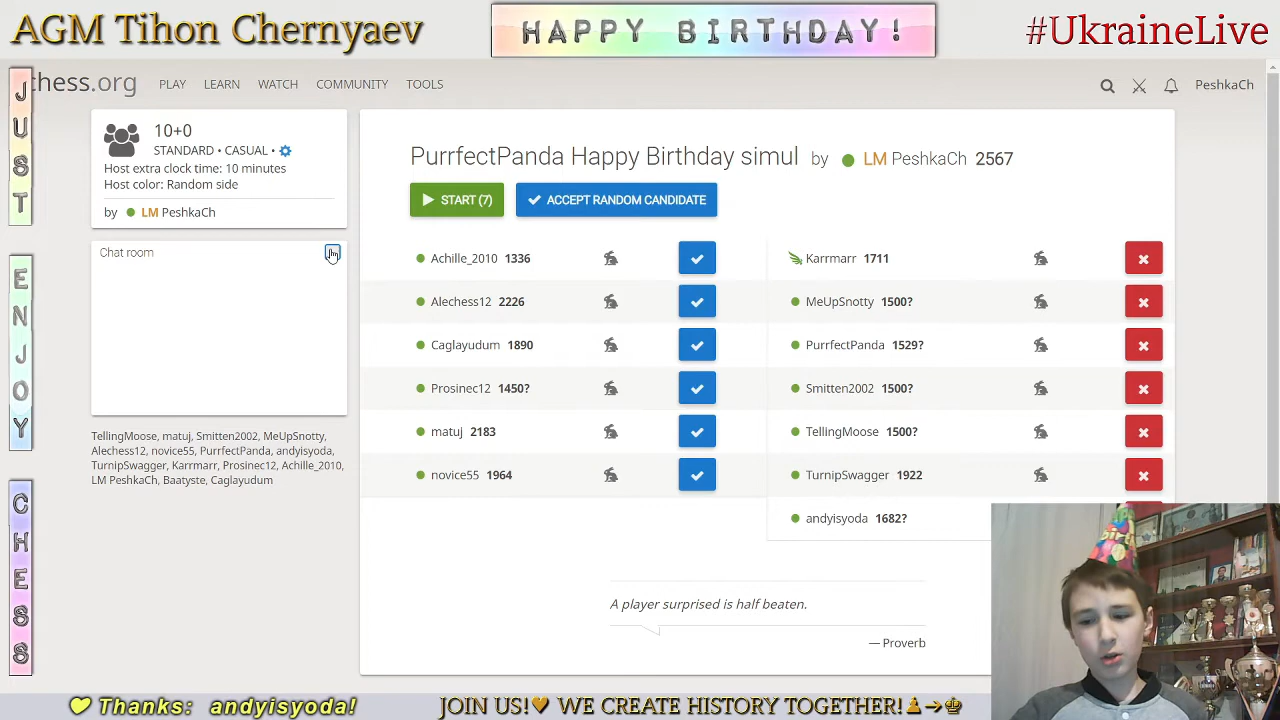 AGM Tihon Chernyaev
HAPPY BIRTHDAY!
#UkraineLive
JUST
ENJOY
CHESS
chess.org
PLAY LEARN WATCH COMMUNITY TOOLS
PeshkaCh
10+0
STANDARD • CASUAL •
Host extra clock time: 10 minutes
Host color: Random side
by LM PeshkaCh
Chat room
TellingMoose, matuj, Smitten2002, MeUpSnotty,
Alechess12, novice55, PurrfectPanda, andyisyoda,
TurnipSwagger, Karrmarr, Prosinec12, Achille_2010,
LM PeshkaCh, Baatyste, Caglayudum
PurrfectPanda Happy Birthday simul by LM PeshkaCh 2567
START (7) ACCEPT RANDOM CANDIDATE
Achille_2010 1336
Alechess12 2226
Caglayudum 1890
Prosinec12 1450?
matuj 2183
novice55 1964
Karrmarr 1711
MeUpSnotty 1500?
PurrfectPanda 1529?
Smitten2002 1500?
TellingMoose 1500?
TurnipSwagger 1922
andyisyoda 1682?
A player surprised is half beaten.
— Proverb
Thanks: andyisyoda!
JOIN US! WE CREATE HISTORY TOGETHER!